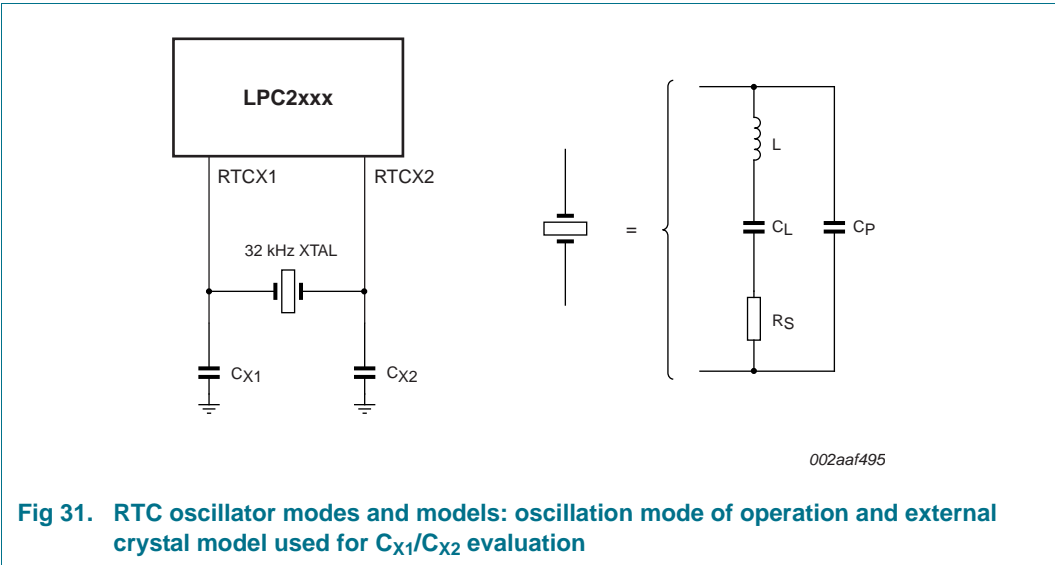 LPC2xxx
RTCX1
RTCX2
32 kHz XTAL
CX1
CX2
=
L
CL
CP
RS
002aaf495
Fig 31. RTC oscillator modes and models: oscillation mode of operation and external
crystal model used for CX1/CX2 evaluation